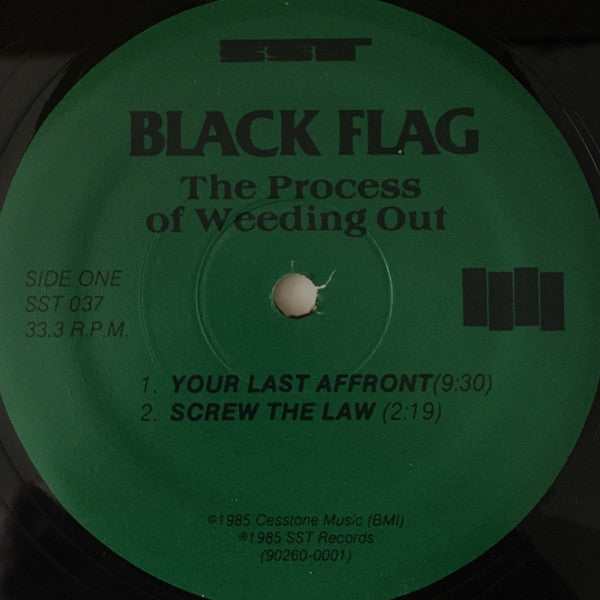 SST
BLACK FLAG
The Process
of Weeding Out
SIDE ONE
SST 037
33.3 R.P.M.
1. YOUR LAST AFFRONT(9:30)
2. SCREW THE LAW (2:19)
©1985 Cesstone Music (BMI)
℗1985 SST Records
(90260-0001)